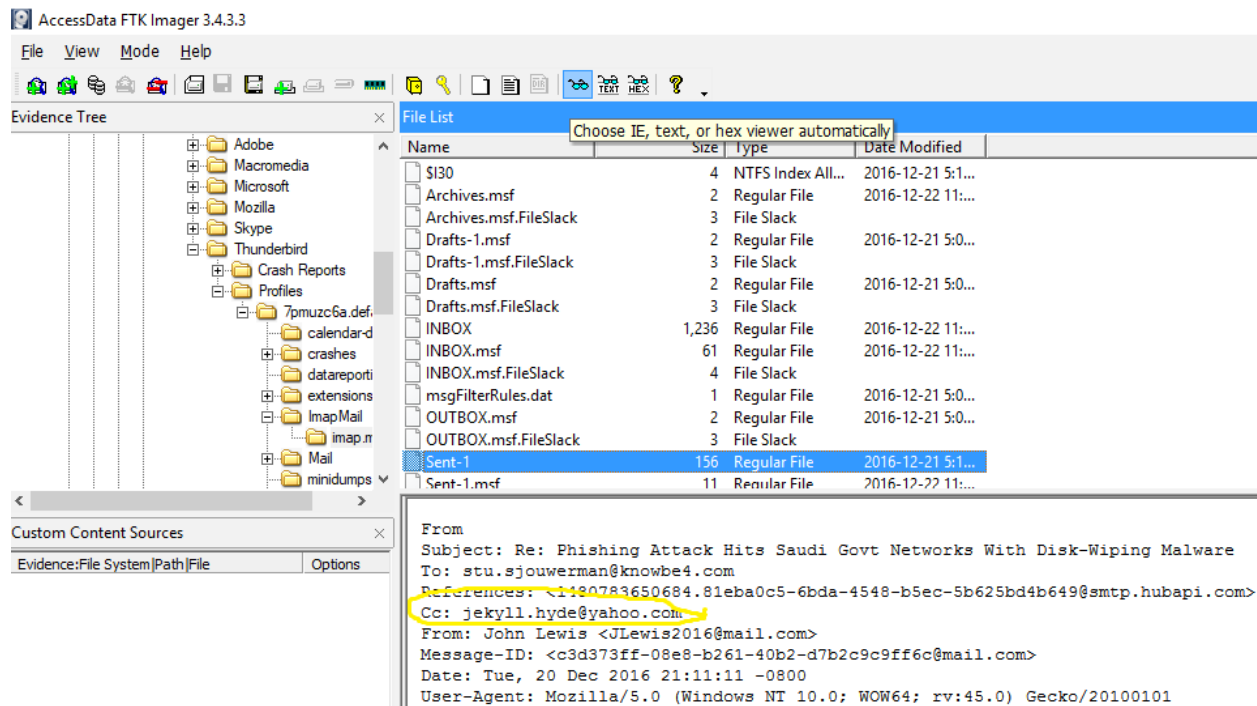 AccessData FTK Imager 3.4.3.3
File View Mode Help
TEXT HEX
Evidence Tree
File List
Choose IE, text, or hex viewer automatically
Adobe
Macromedia
Microsoft
Mozilla
Skype
Thunderbird
Crash Reports
Profiles
7pmuzc6a.def
calendar-d
crashes
datareporti
extensions
ImapMail
imap.m
Mail
minidumps
Name Size Type Date Modified
$I30 4 NTFS Index All... 2016-12-21 5:1...
Archives.msf 2 Regular File 2016-12-22 11:...
Archives.msf.FileSlack 3 File Slack
Drafts-1.msf 2 Regular File 2016-12-21 5:0...
Drafts-1.msf.FileSlack 3 File Slack
Drafts.msf 2 Regular File 2016-12-21 5:0...
Drafts.msf.FileSlack 3 File Slack
INBOX 1,236 Regular File 2016-12-22 11:...
INBOX.msf 61 Regular File 2016-12-22 11:...
INBOX.msf.FileSlack 4 File Slack
msgFilterRules.dat 1 Regular File 2016-12-21 5:0...
OUTBOX.msf 2 Regular File 2016-12-21 5:0...
OUTBOX.msf.FileSlack 3 File Slack
Sent-1 156 Regular File 2016-12-21 5:1...
Sent-1.msf 11 Regular File 2016-12-22 11:...
Custom Content Sources
Evidence:File System|Path|File Options
From
Subject: Re: Phishing Attack Hits Saudi Govt Networks With Disk-Wiping Malware
To: stu.sjouwerman@knowbe4.com
References: <1480783650684.81eba0c5-6bda-4548-b5ec-5b625bd4b649@smtp.hubapi.com>
Cc: jekyll.hyde@yahoo.com
From: John Lewis <JLewis2016@mail.com>
Message-ID: <c3d373ff-08e8-b261-40b2-d7b2c9c9ff6c@mail.com>
Date: Tue, 20 Dec 2016 21:11:11 -0800
User-Agent: Mozilla/5.0 (Windows NT 10.0; WOW64; rv:45.0) Gecko/20100101